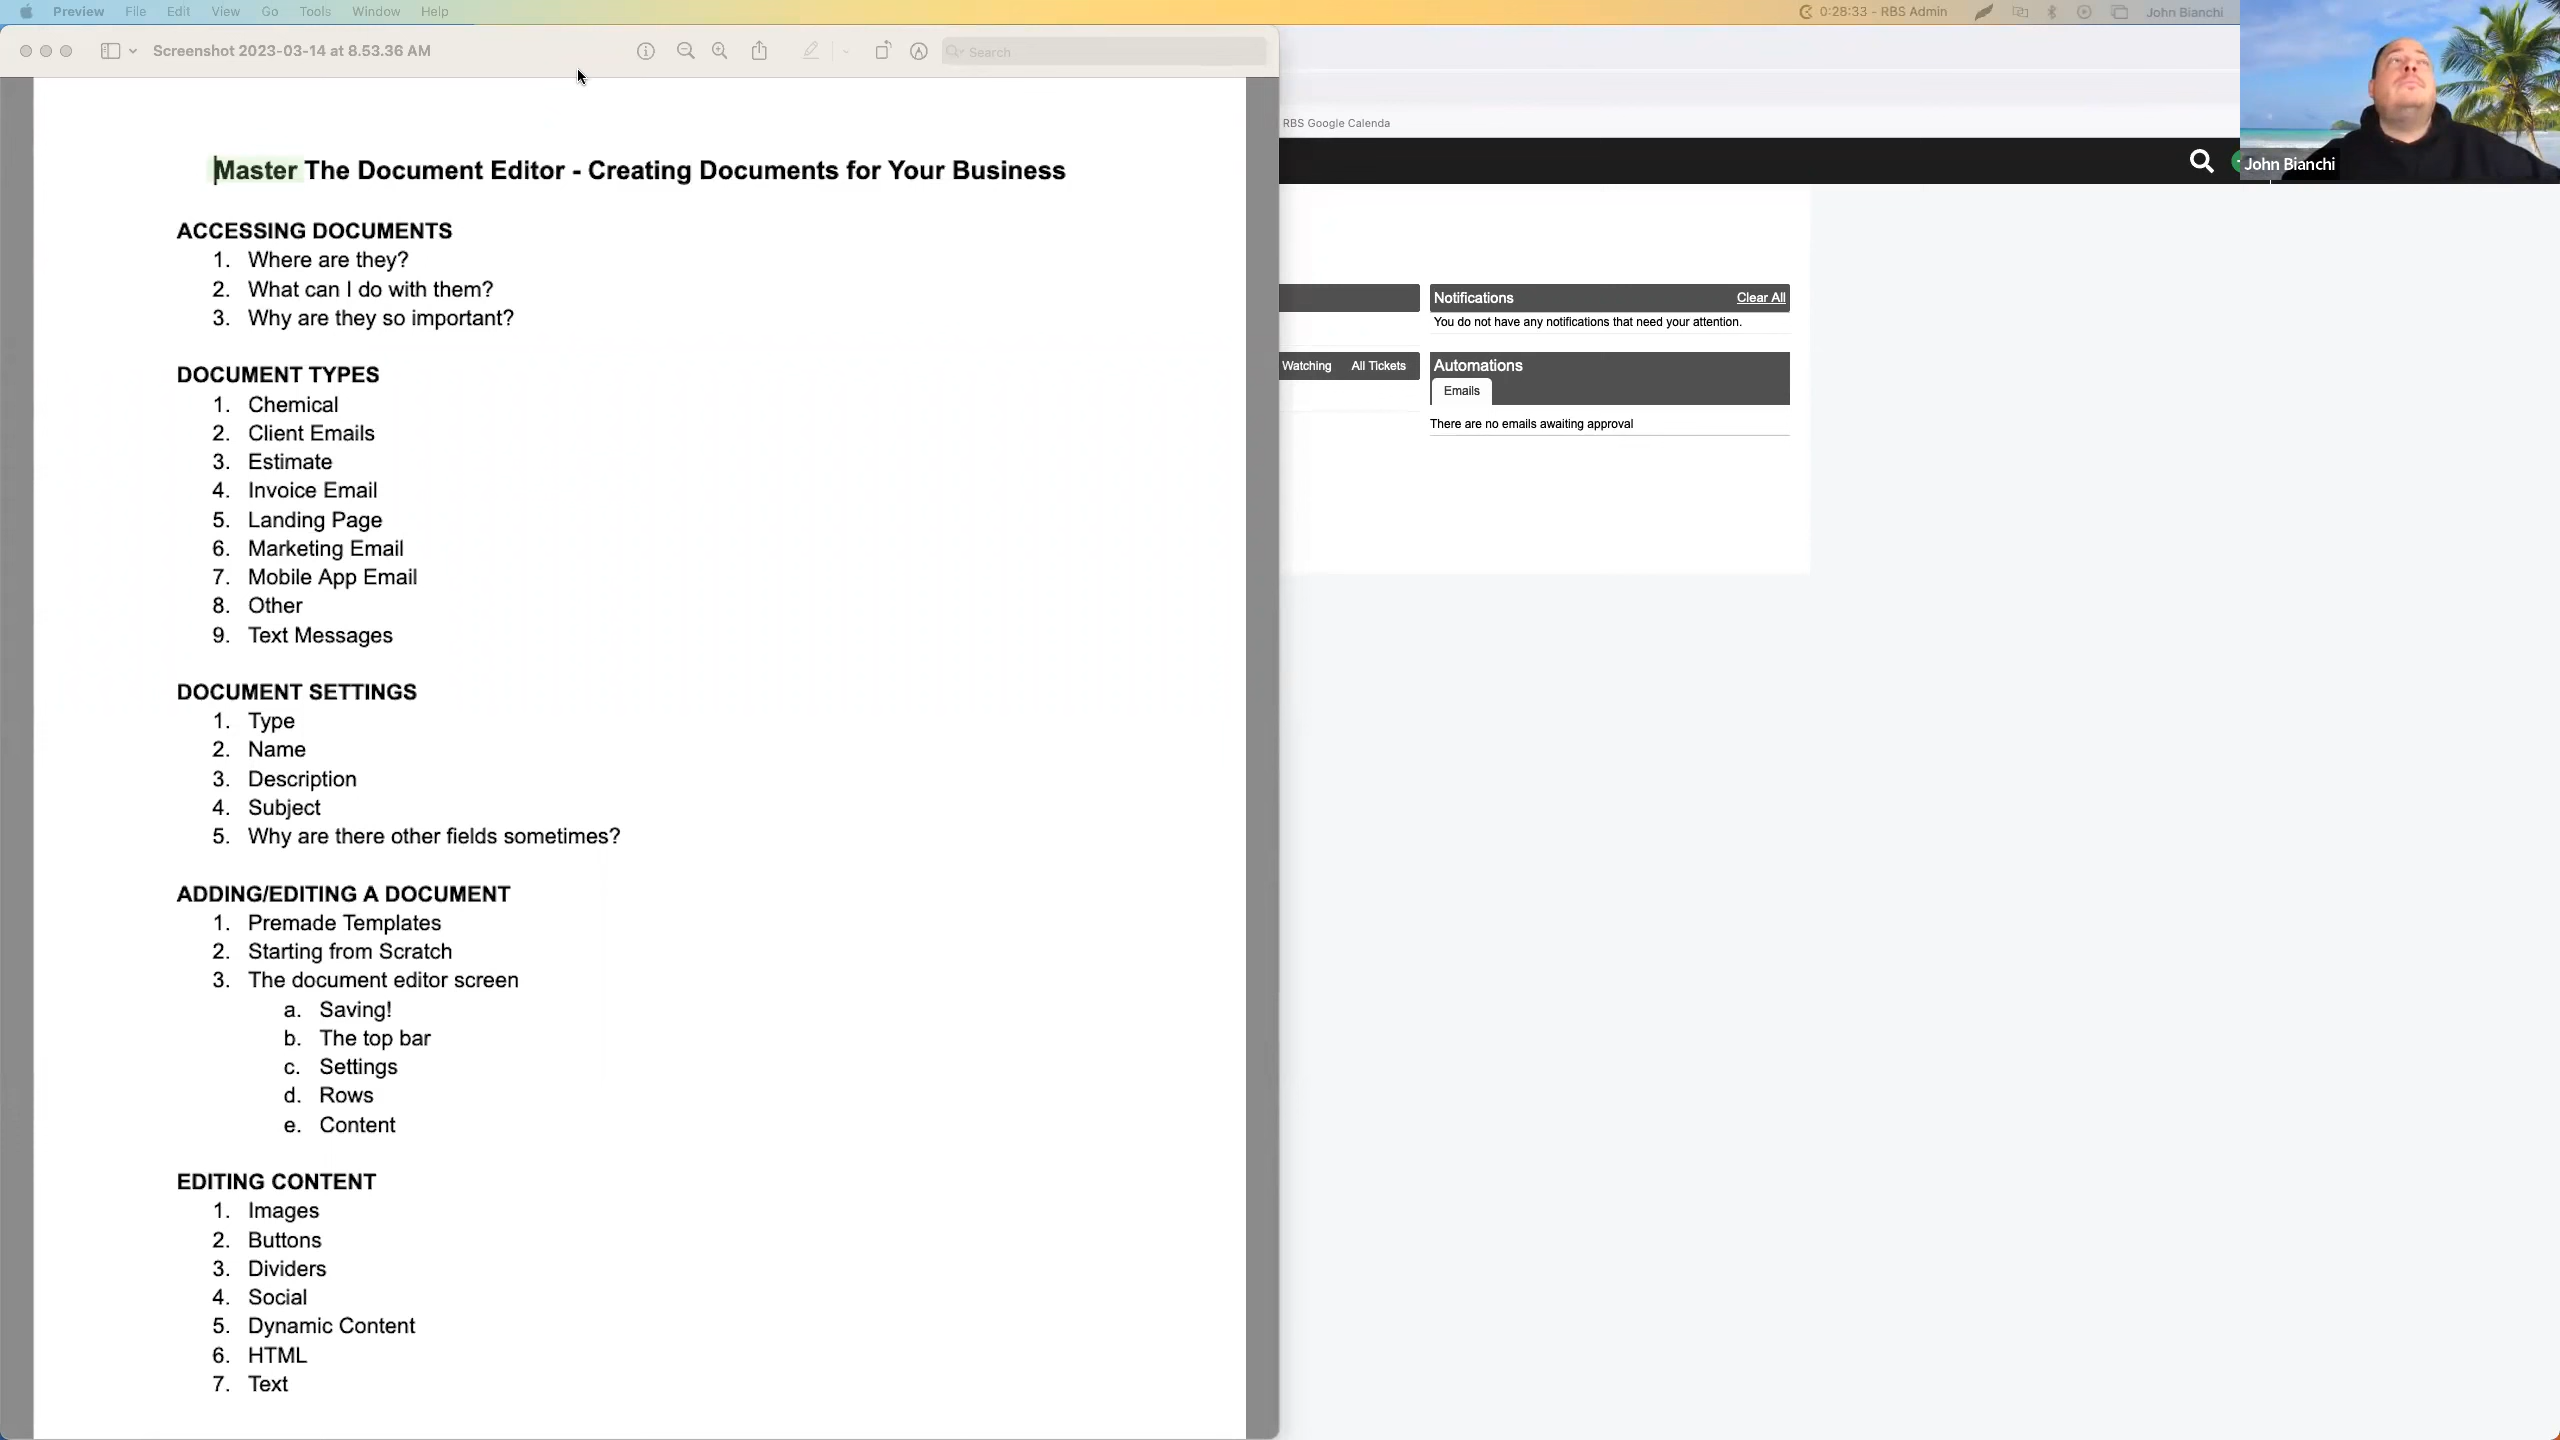 Preview File Edit View Go Tools Window Help
0:28:33 - RBS Admin
John Bianchi
Screenshot 2023-03-14 at 8.53.36 AM
Search
Master The Document Editor - Creating Documents for Your Business
ACCESSING DOCUMENTS
1. Where are they?
2. What can I do with them?
3. Why are they so important?
DOCUMENT TYPES
1. Chemical
2. Client Emails
3. Estimate
4. Invoice Email
5. Landing Page
6. Marketing Email
7. Mobile App Email
8. Other
9. Text Messages
DOCUMENT SETTINGS
1. Type
2. Name
3. Description
4. Subject
5. Why are there other fields sometimes?
ADDING/EDITING A DOCUMENT
1. Premade Templates
2. Starting from Scratch
3. The document editor screen
a. Saving!
b. The top bar
c. Settings
d. Rows
e. Content
EDITING CONTENT
1. Images
2. Buttons
3. Dividers
4. Social
5. Dynamic Content
6. HTML
7. Text
RBS Google Calenda
John Bianchi
Notifications Clear All
You do not have any notifications that need your attention.
Watching All Tickets
Automations
Emails
There are no emails awaiting approval